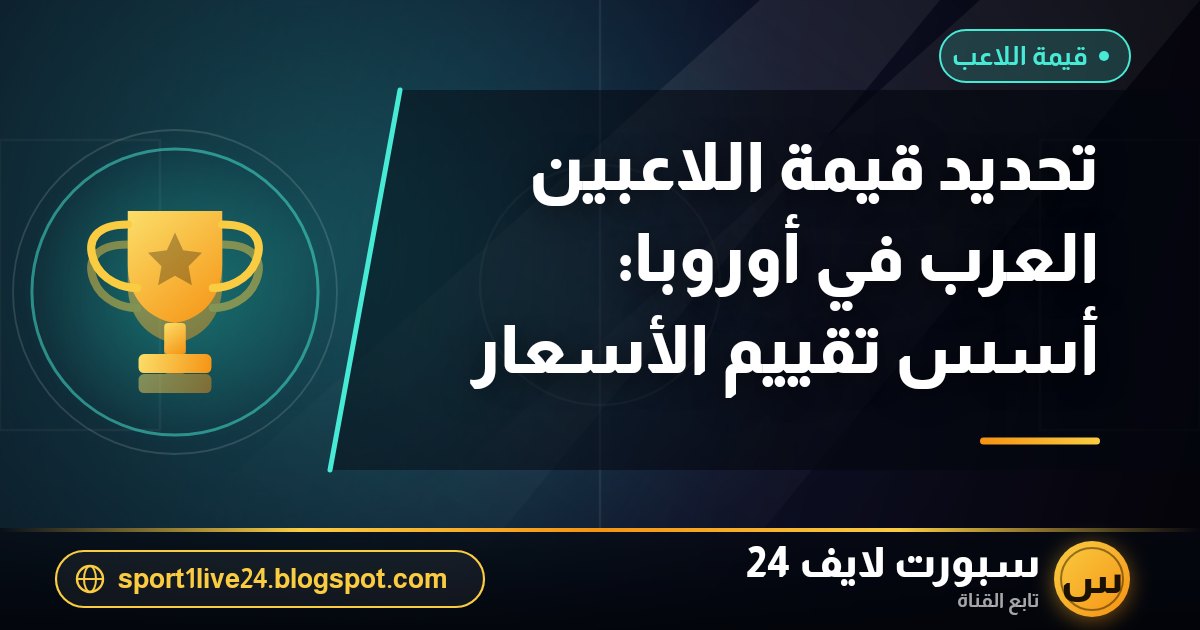 قيمة اللاعب
تحديد قيمة اللاعبين
العرب في أوروبا:
أسس تقييم الأسعار
سبورت لايف 24
تابع القناة
س
sport1live24.blogspot.com